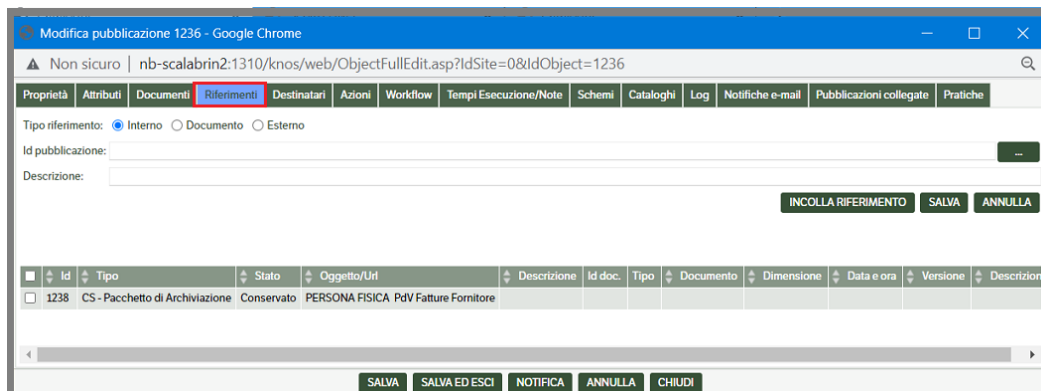 Modifica pubblicazione 1236 - Google Chrome
Non sicuro | nb-scalabrin2:1310/knos/web/ObjectFullEdit.asp?IdSite=0&IdObject=1236
Proprietà Attributi Documenti Riferimenti Destinatari Azioni Workflow Tempi Esecuzione/Note Schemi Cataloghi Log Notifiche e-mail Pubblicazioni collegate Pratiche
Tipo riferimento: Interno Documento Esterno
Id pubblicazione: ...
Descrizione:
INCOLLA RIFERIMENTO SALVA ANNULLA
Id Tipo Stato Oggetto/Url Descrizione Id doc. Tipo Documento Dimensione Data e ora Versione Descrizion
1238 CS - Pacchetto di Archiviazione Conservato PERSONA FISICA PdV Fatture Fornitore
SALVA SALVA ED ESCI NOTIFICA ANNULLA CHIUDI